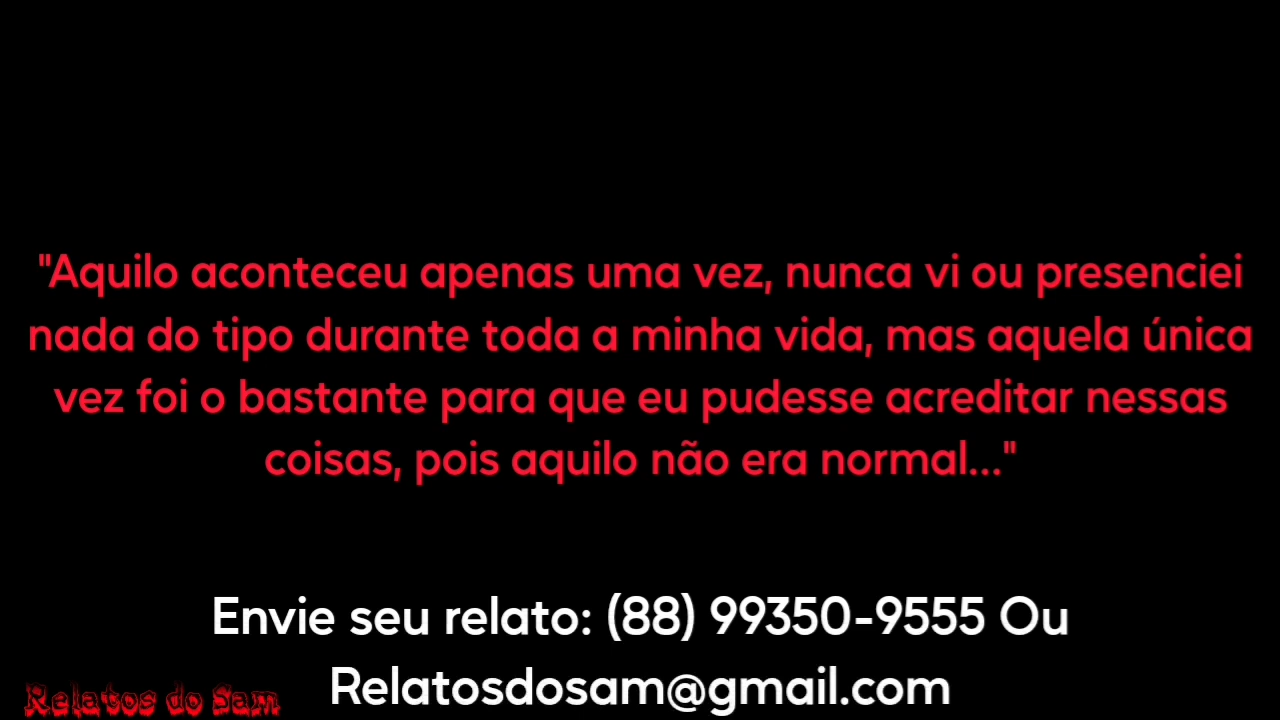 "Aquilo aconteceu apenas uma vez, nunca vi ou presenciei
nada do tipo durante toda a minha vida, mas aquela única
vez foi o bastante para que eu pudesse acreditar nessas
coisas, pois aquilo não era normal..."
Envie seu relato: (88) 99350-9555 Ou
Relatosdosam@gmail.com
Relatos do Sam